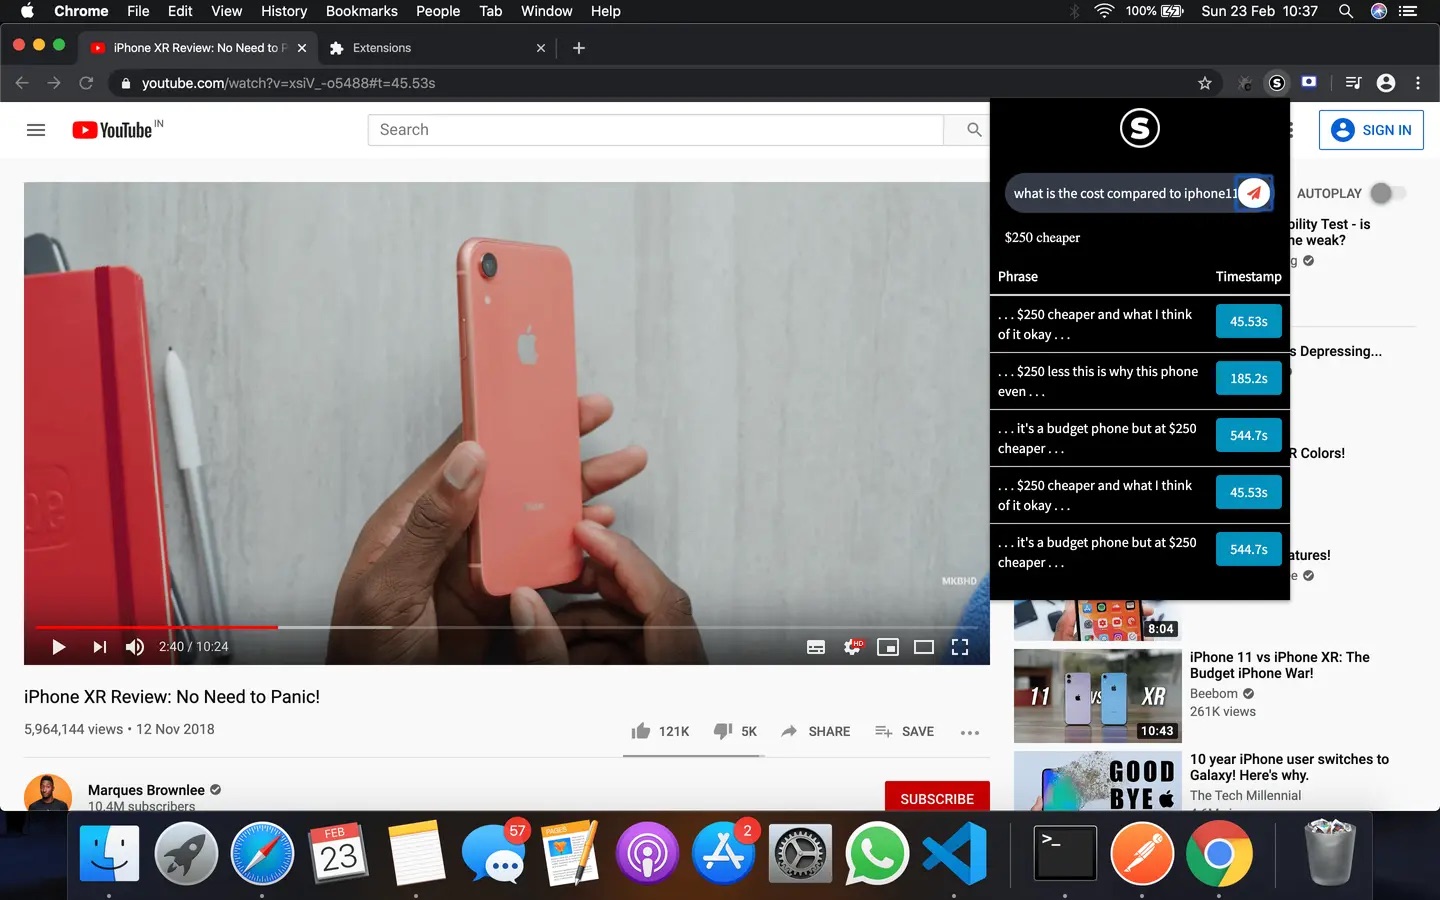 Chrome File Edit View History Bookmarks People Tab Window Help 100% Sun 23 Feb 10:37
iPhone XR Review: No Need to P Extensions
youtube.com/watch?v=xsiV_-o5488#t=45.53s
YouTube IN
Search
SIGN IN
S
what is the cost compared to iphone11
$250 cheaper
Phrase Timestamp
. . . $250 cheaper and what I think
of it okay . . .
45.53s
. . . $250 less this is why this phone
even . . .
185.2s
. . . it's a budget phone but at $250
cheaper . . .
544.7s
. . . $250 cheaper and what I think
of it okay . . .
45.53s
. . . it's a budget phone but at $250
cheaper . . .
544.7s
AUTOPLAY
bility Test - is
ne weak?
g
s Depressing...
R Colors!
atures!
e
8:04
MKBHD
2:40 / 10:24
HD
iPhone XR Review: No Need to Panic!
5,964,144 views • 12 Nov 2018
121K 5K SHARE SAVE
Marques Brownlee
10.4M subscribers
SUBSCRIBE
11 VS XR
10:43
iPhone 11 vs iPhone XR: The
Budget iPhone War!
Beebom
261K views
GOOD
BYE
10 year iPhone user switches to
Galaxy! Here's why.
The Tech Millennial
FEB
23
57
PAGES
2
>_